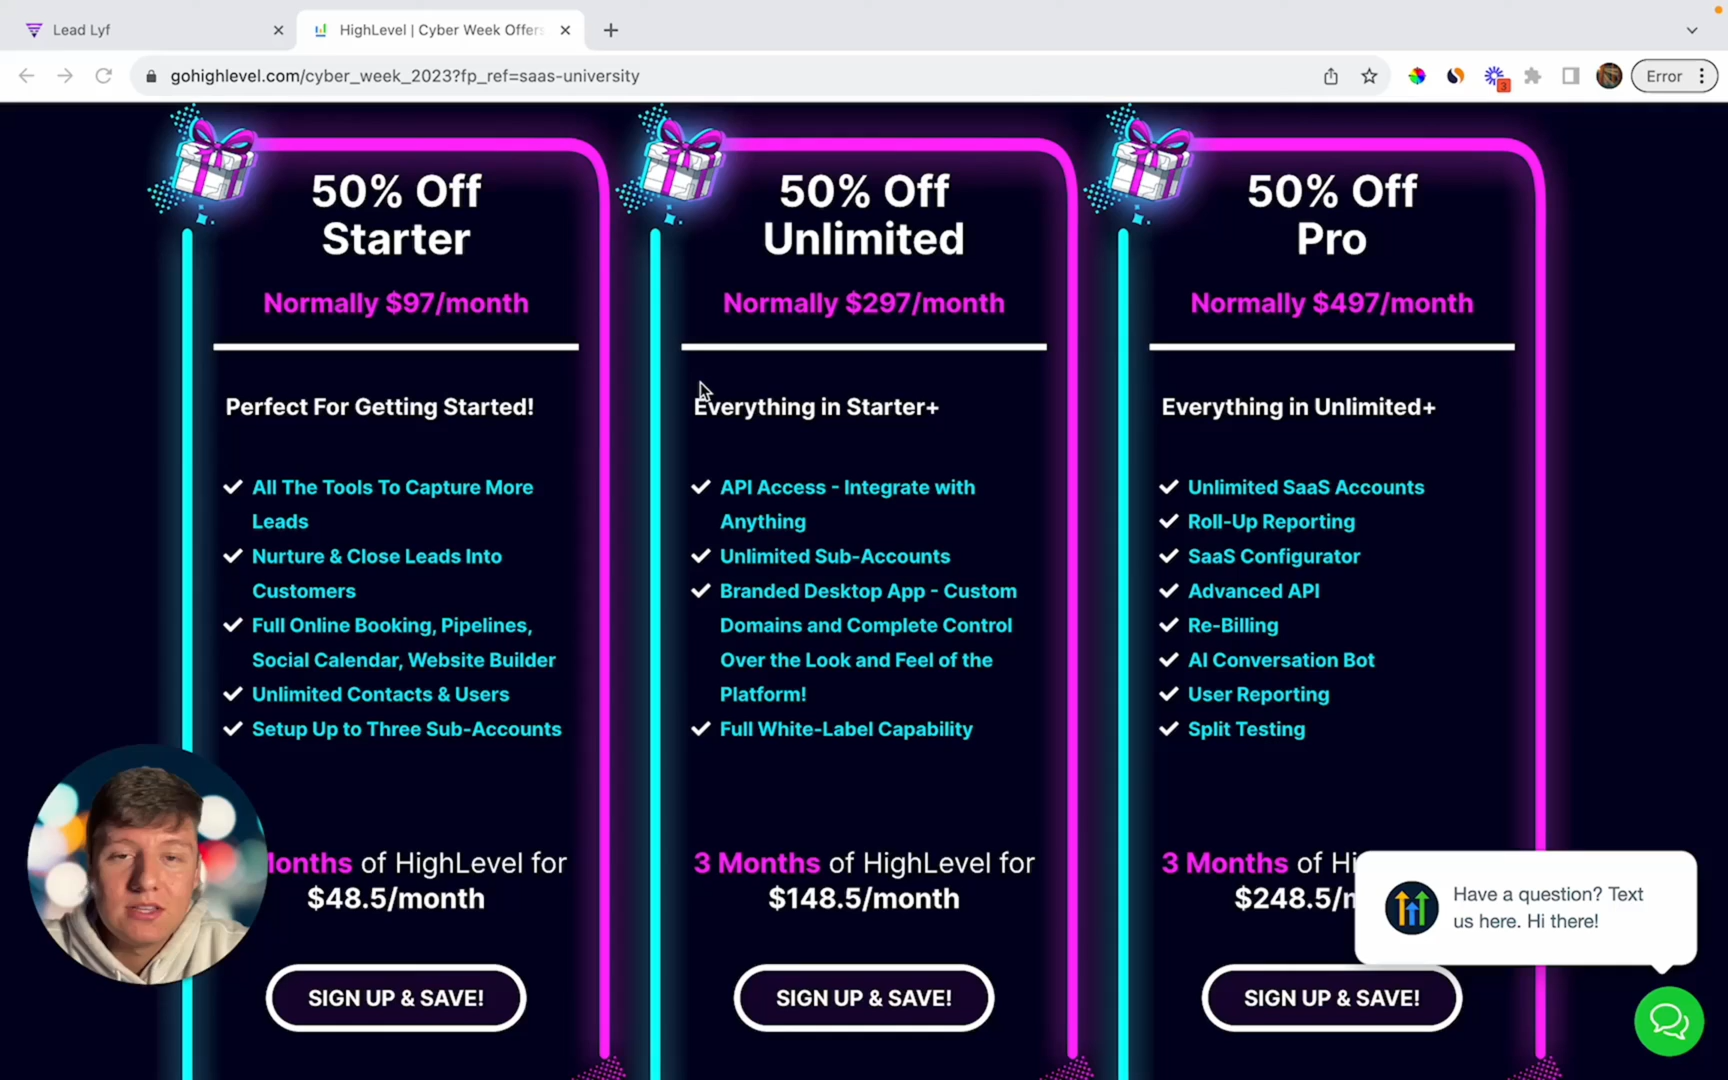 Lead Lyf
HighLevel | Cyber Week Offers
gohighlevel.com/cyber_week_2023?fp_ref=saas-university
3
Error
50% Off
Starter
Normally $97/month
Perfect For Getting Started!
All The Tools To Capture More
Leads
Nurture & Close Leads Into
Customers
Full Online Booking, Pipelines,
Social Calendar, Website Builder
Unlimited Contacts & Users
Setup Up to Three Sub-Accounts
Months of HighLevel for
$48.5/month
SIGN UP & SAVE!
50% Off
Unlimited
Normally $297/month
Everything in Starter+
API Access - Integrate with
Anything
Unlimited Sub-Accounts
Branded Desktop App - Custom
Domains and Complete Control
Over the Look and Feel of the
Platform!
Full White-Label Capability
3 Months of HighLevel for
$148.5/month
SIGN UP & SAVE!
50% Off
Pro
Normally $497/month
Everything in Unlimited+
Unlimited SaaS Accounts
Roll-Up Reporting
SaaS Configurator
Advanced API
Re-Billing
AI Conversation Bot
User Reporting
Split Testing
3 Months of Hi
$248.5/
SIGN UP & SAVE!
Have a question? Text
us here. Hi there!